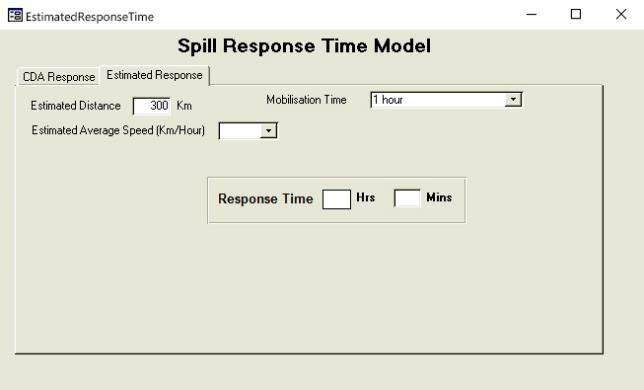 EstimatedResponseTime
Spill Response Time Model
CDA Response Estimated Response
Estimated Distance 300 Km Mobilisation Time 1 hour
Estimated Average Speed (Km/Hour)
Response Time Hrs Mins